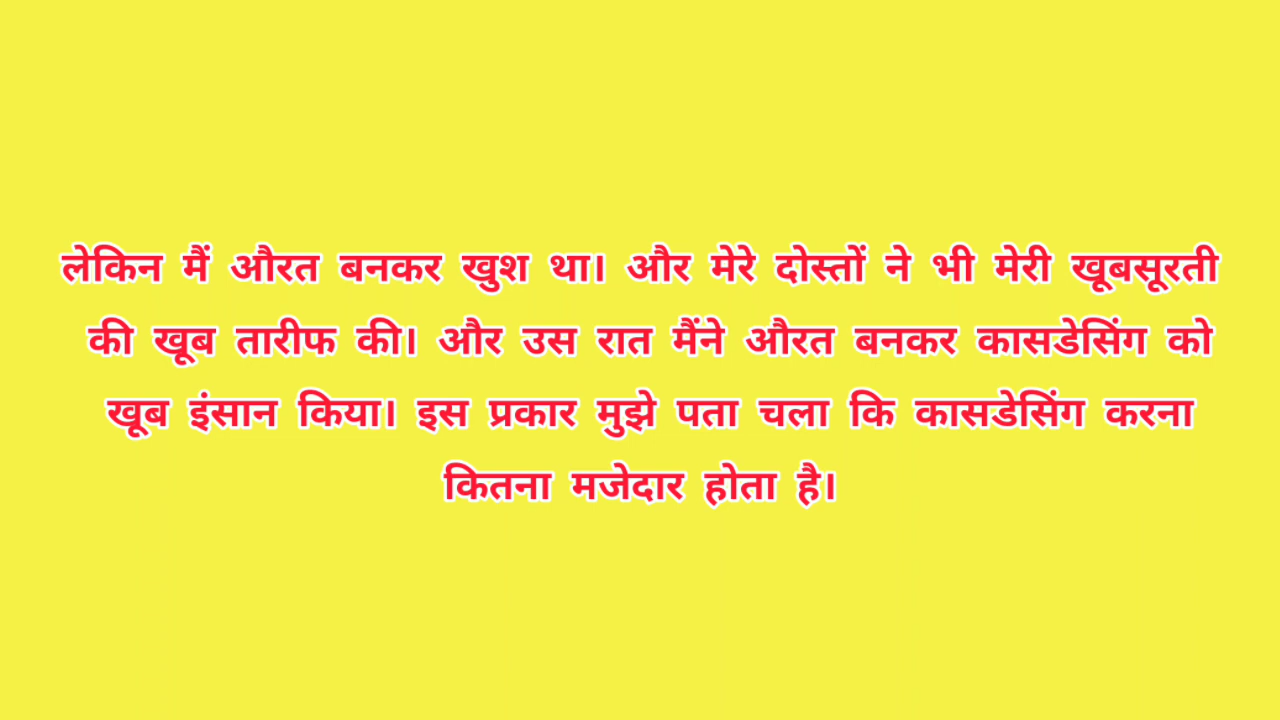 लेकिन मैं औरत बनकर खुश था। और मेरे दोस्तों ने भी मेरी खूबसूरती
की खूब तारीफ की। और उस रात मैंने औरत बनकर कासडेसिंग को
खूब इंसान किया। इस प्रकार मुझे पता चला कि कासडेसिंग करना
कितना मजेदार होता है।